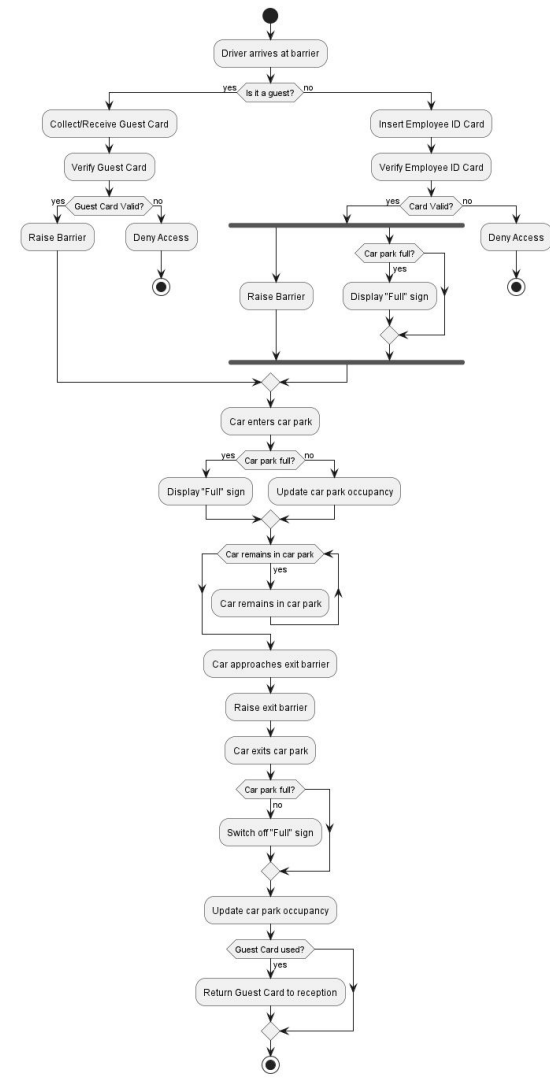 Driver arrives at barrier
yes
Is it a guest?
no
Collect/Receive Guest Card
Insert Employee ID Card
Verify Guest Card
Verify Employee ID Card
yes
Guest Card Valid?
no
yes
Card Valid?
no
Raise Barrier
Deny Access
Deny Access
Car park full?
yes
Raise Barrier
Display "Full" sign
Car enters car park
yes
Car park full?
no
Display "Full" sign
Update car park occupancy
Car remains in car park
yes
Car remains in car park
Car approaches exit barrier
Raise exit barrier
Car exits car park
Car park full?
no
Switch off "Full" sign
Update car park occupancy
Guest Card used?
yes
Return Guest Card to reception